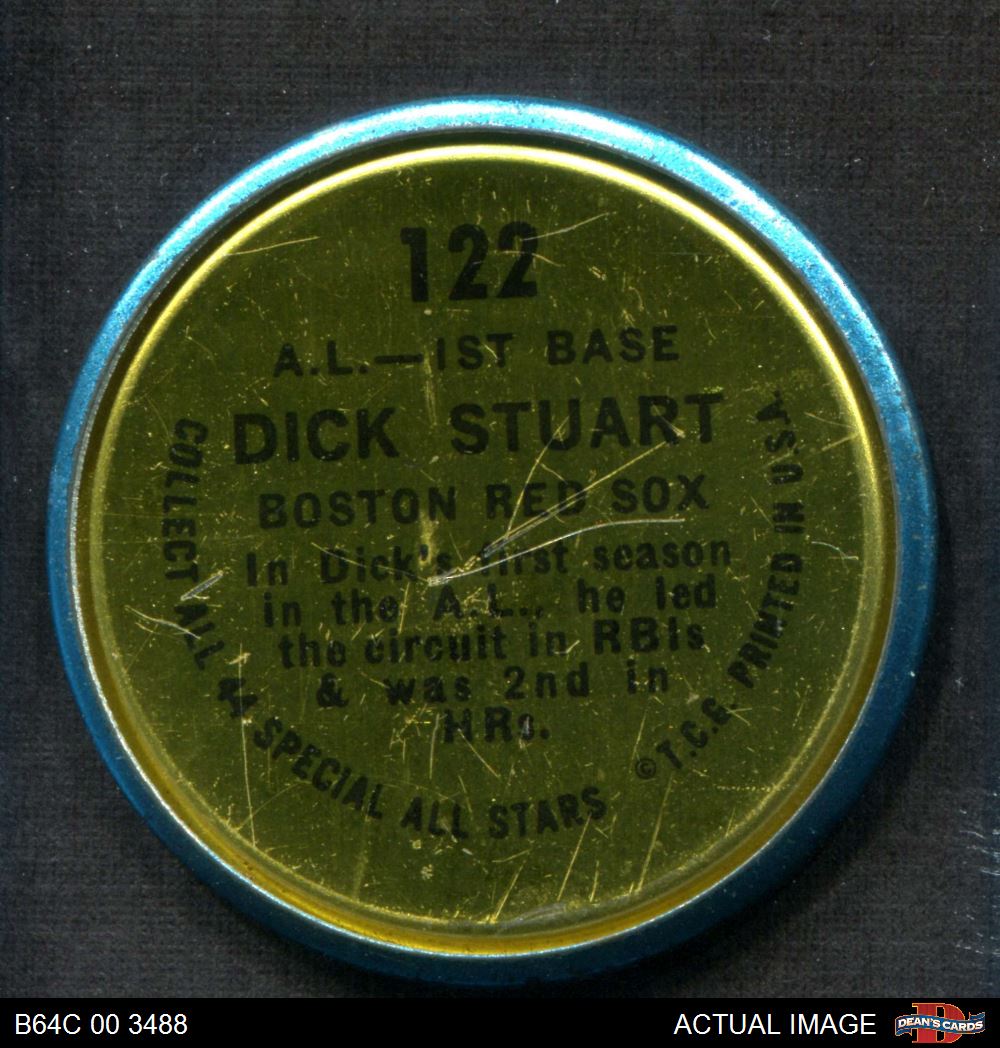 122
A.L.—1ST BASE
DICK STUART
BOSTON RED SOX
In Dick's first season
in the A.L., he led
the circuit in RBIs
& was 2nd in
HRs.
COLLECT ALL 44 SPECIAL ALL STARS
© T.C.G. PRINTED IN U.S.A.
B64C 00 3488
ACTUAL IMAGE
D
DEAN'S CARDS